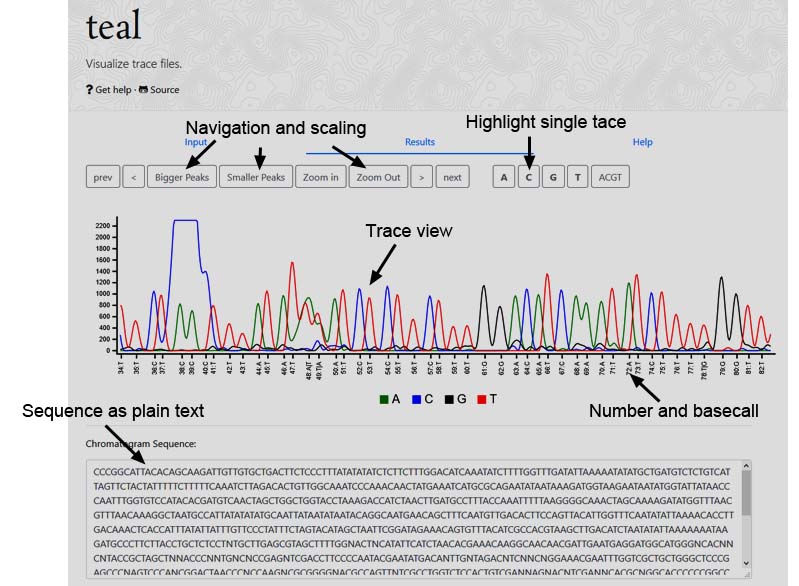 teal
Visualize trace files.
? Get help · Source
Navigation and scaling
Highlight single tace
Input
Results
Help
prev < Bigger Peaks Smaller Peaks Zoom in Zoom Out > next A C G T ACGT
Trace view
2200
2000
1800
1600
1400
1200
1000
800
600
400
200
0
34:T 35:T 36:C 37:T 38:C 39:C 40:C 41:T 42:T 43:T 44:A 45:T 46:A 47:T 48:A|T 49:T|A 50:A 51:T 52:C 53:T 54:C 55:T 56:T 57:C 58:T 59:T 60:T 61:G 62:G 63:A 64:C 65:A 66:T 67:C 68:A 69:A 70:A 71:T 72:A 73:T 74:C 75:T 76:T 77:T 78:T|C 79:G 80:G 81:T 82:T
A C G T
Sequence as plain text
Number and basecall
Chromatogram Sequence:
CCCGGCATTACACAGCAAGATTGTTGTGCTGACTTCTCCCTTTATATATATCTCTTCTTTGGACATCAAATATCTTTTGGTTTGATATTAAAAATATATGCTGATGTCTCTGTCAT
TAGTTCTACTATTTTTTCTTTTTCAAATCTTAGACACTGTTGGCAAATCCCAAACAACTATGAAATCATGCGCAGAATATAATAAAGATGGTAAGAATAATATGGTATTATAACC
CAATTTGGTGTCCATACACGATGTCAACTAGCTGGCTGGTACCTAAAGACCATCTAACTTGATGCCTTTACCAAATTTTTAAGGGGCAAACTAGCAAAAGATATGGTTTAAC
GTTTAACAAAGGCTAATGCCATTATATATATGCAATTATAATATAATACAGGCAATGAACAGCTTTCAATGTTGACACTTCCAGTTACATTGGTTTCAATATATTAAAACACCTT
GACAAACTCACCATTTATATTATTTGTTCCCTATTTCTAGTACATAGCTAATTCGGATAGAAACAGTGTTTACATCGCCACGTAAGCTTGACATCTAATATATTAAAAAAATAA
GATGCCCTTCTTACCTGCTCTCCTNTGCTTGAGCGTAGCTTTTGGTNACNTATCATTCATCTAACACGAAACAAGGCAACAACGATTGAATGAGGATGGCATGGGNCACNN
CNTACCGCTAGCTNNACCCNNTGNCNCCGAGNTCGACCTTCCCCAATACGAATATGACANTTGNTAGACNTCNNCNGGAAACGAATTTGGTCGCTGCTGGGCTCCCG